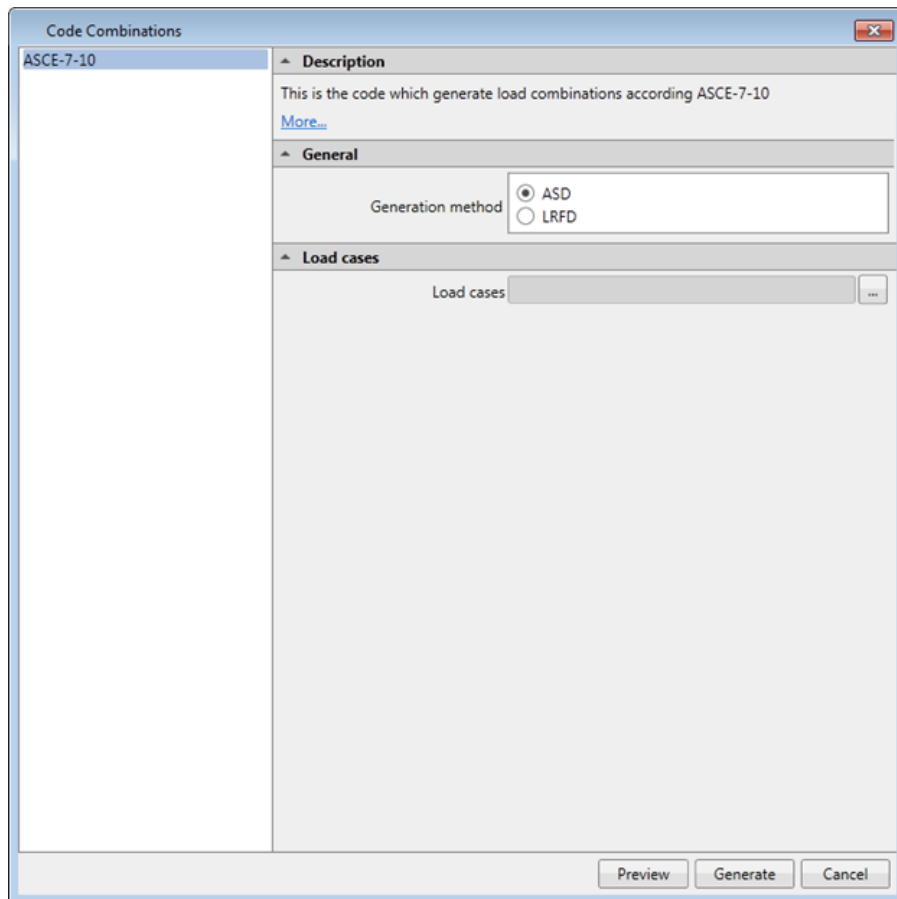 Code Combinations
ASCE-7-10
Description
This is the code which generate load combinations according ASCE-7-10
More...
General
Generation method
ASD
LRFD
Load cases
Load cases
...
Preview
Generate
Cancel